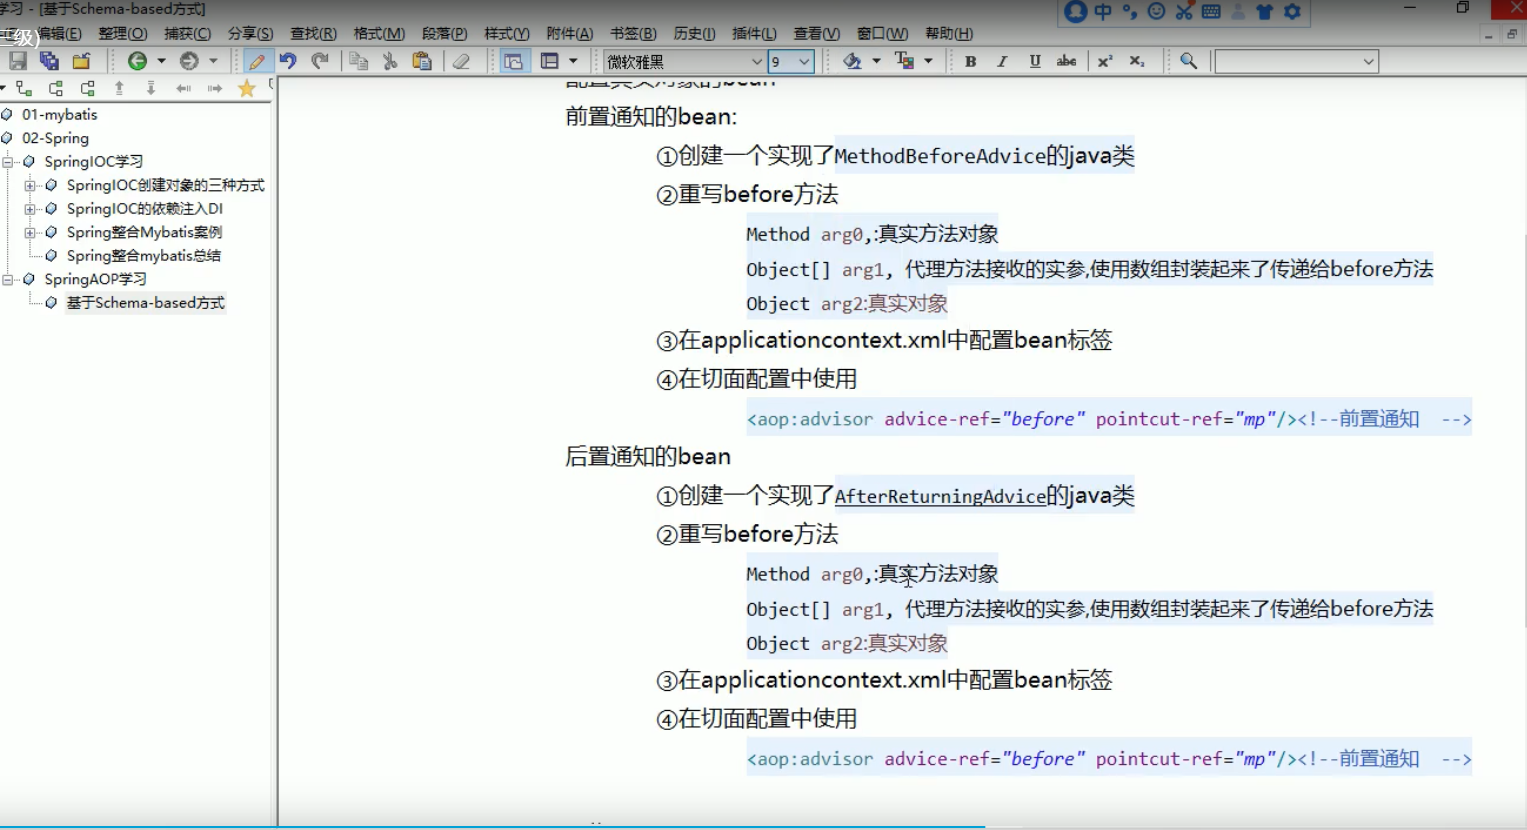 学习 - [基于Schema-based方式]
三级)
编辑(E) 整理(O) 捕获(C) 分享(S) 查找(R) 格式(M) 段落(P) 样式(Y) 附件(A) 书签(B) 历史(I) 插件(L) 查看(V) 窗口(W) 帮助(H)
中
微软雅黑 9 B I U abc x² x₂
01-mybatis
02-Spring
SpringIOC学习
SpringIOC创建对象的三种方式
SpringIOC的依赖注入DI
Spring整合Mybatis案例
Spring整合mybatis总结
SpringAOP学习
基于Schema-based方式
配置真实对象的bean
前置通知的bean:
①创建一个实现了MethodBeforeAdvice的java类
②重写before方法
Method arg0,:真实方法对象
Object[] arg1, 代理方法接收的实参,使用数组封装起来了传递给before方法
Object arg2:真实对象
③在applicationcontext.xml中配置bean标签
④在切面配置中使用
<aop:advisor advice-ref="before" pointcut-ref="mp"/><!--前置通知 -->
后置通知的bean
①创建一个实现了AfterReturningAdvice的java类
②重写before方法
Method arg0,:真实方法对象
Object[] arg1, 代理方法接收的实参,使用数组封装起来了传递给before方法
Object arg2:真实对象
③在applicationcontext.xml中配置bean标签
④在切面配置中使用
<aop:advisor advice-ref="before" pointcut-ref="mp"/><!--前置通知 -->